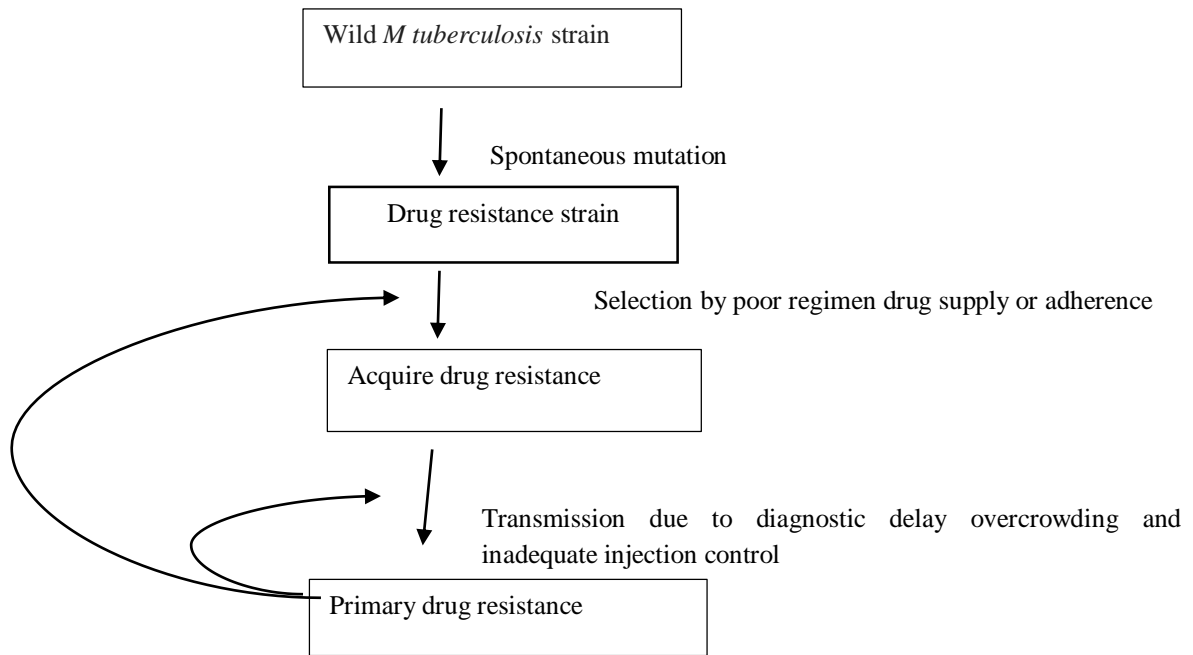 Wild M tuberculosis strain
Spontaneous mutation
Drug resistance strain
Selection by poor regimen drug supply or adherence
Acquire drug resistance
Transmission due to diagnostic delay overcrowding and
inadequate injection control
Primary drug resistance